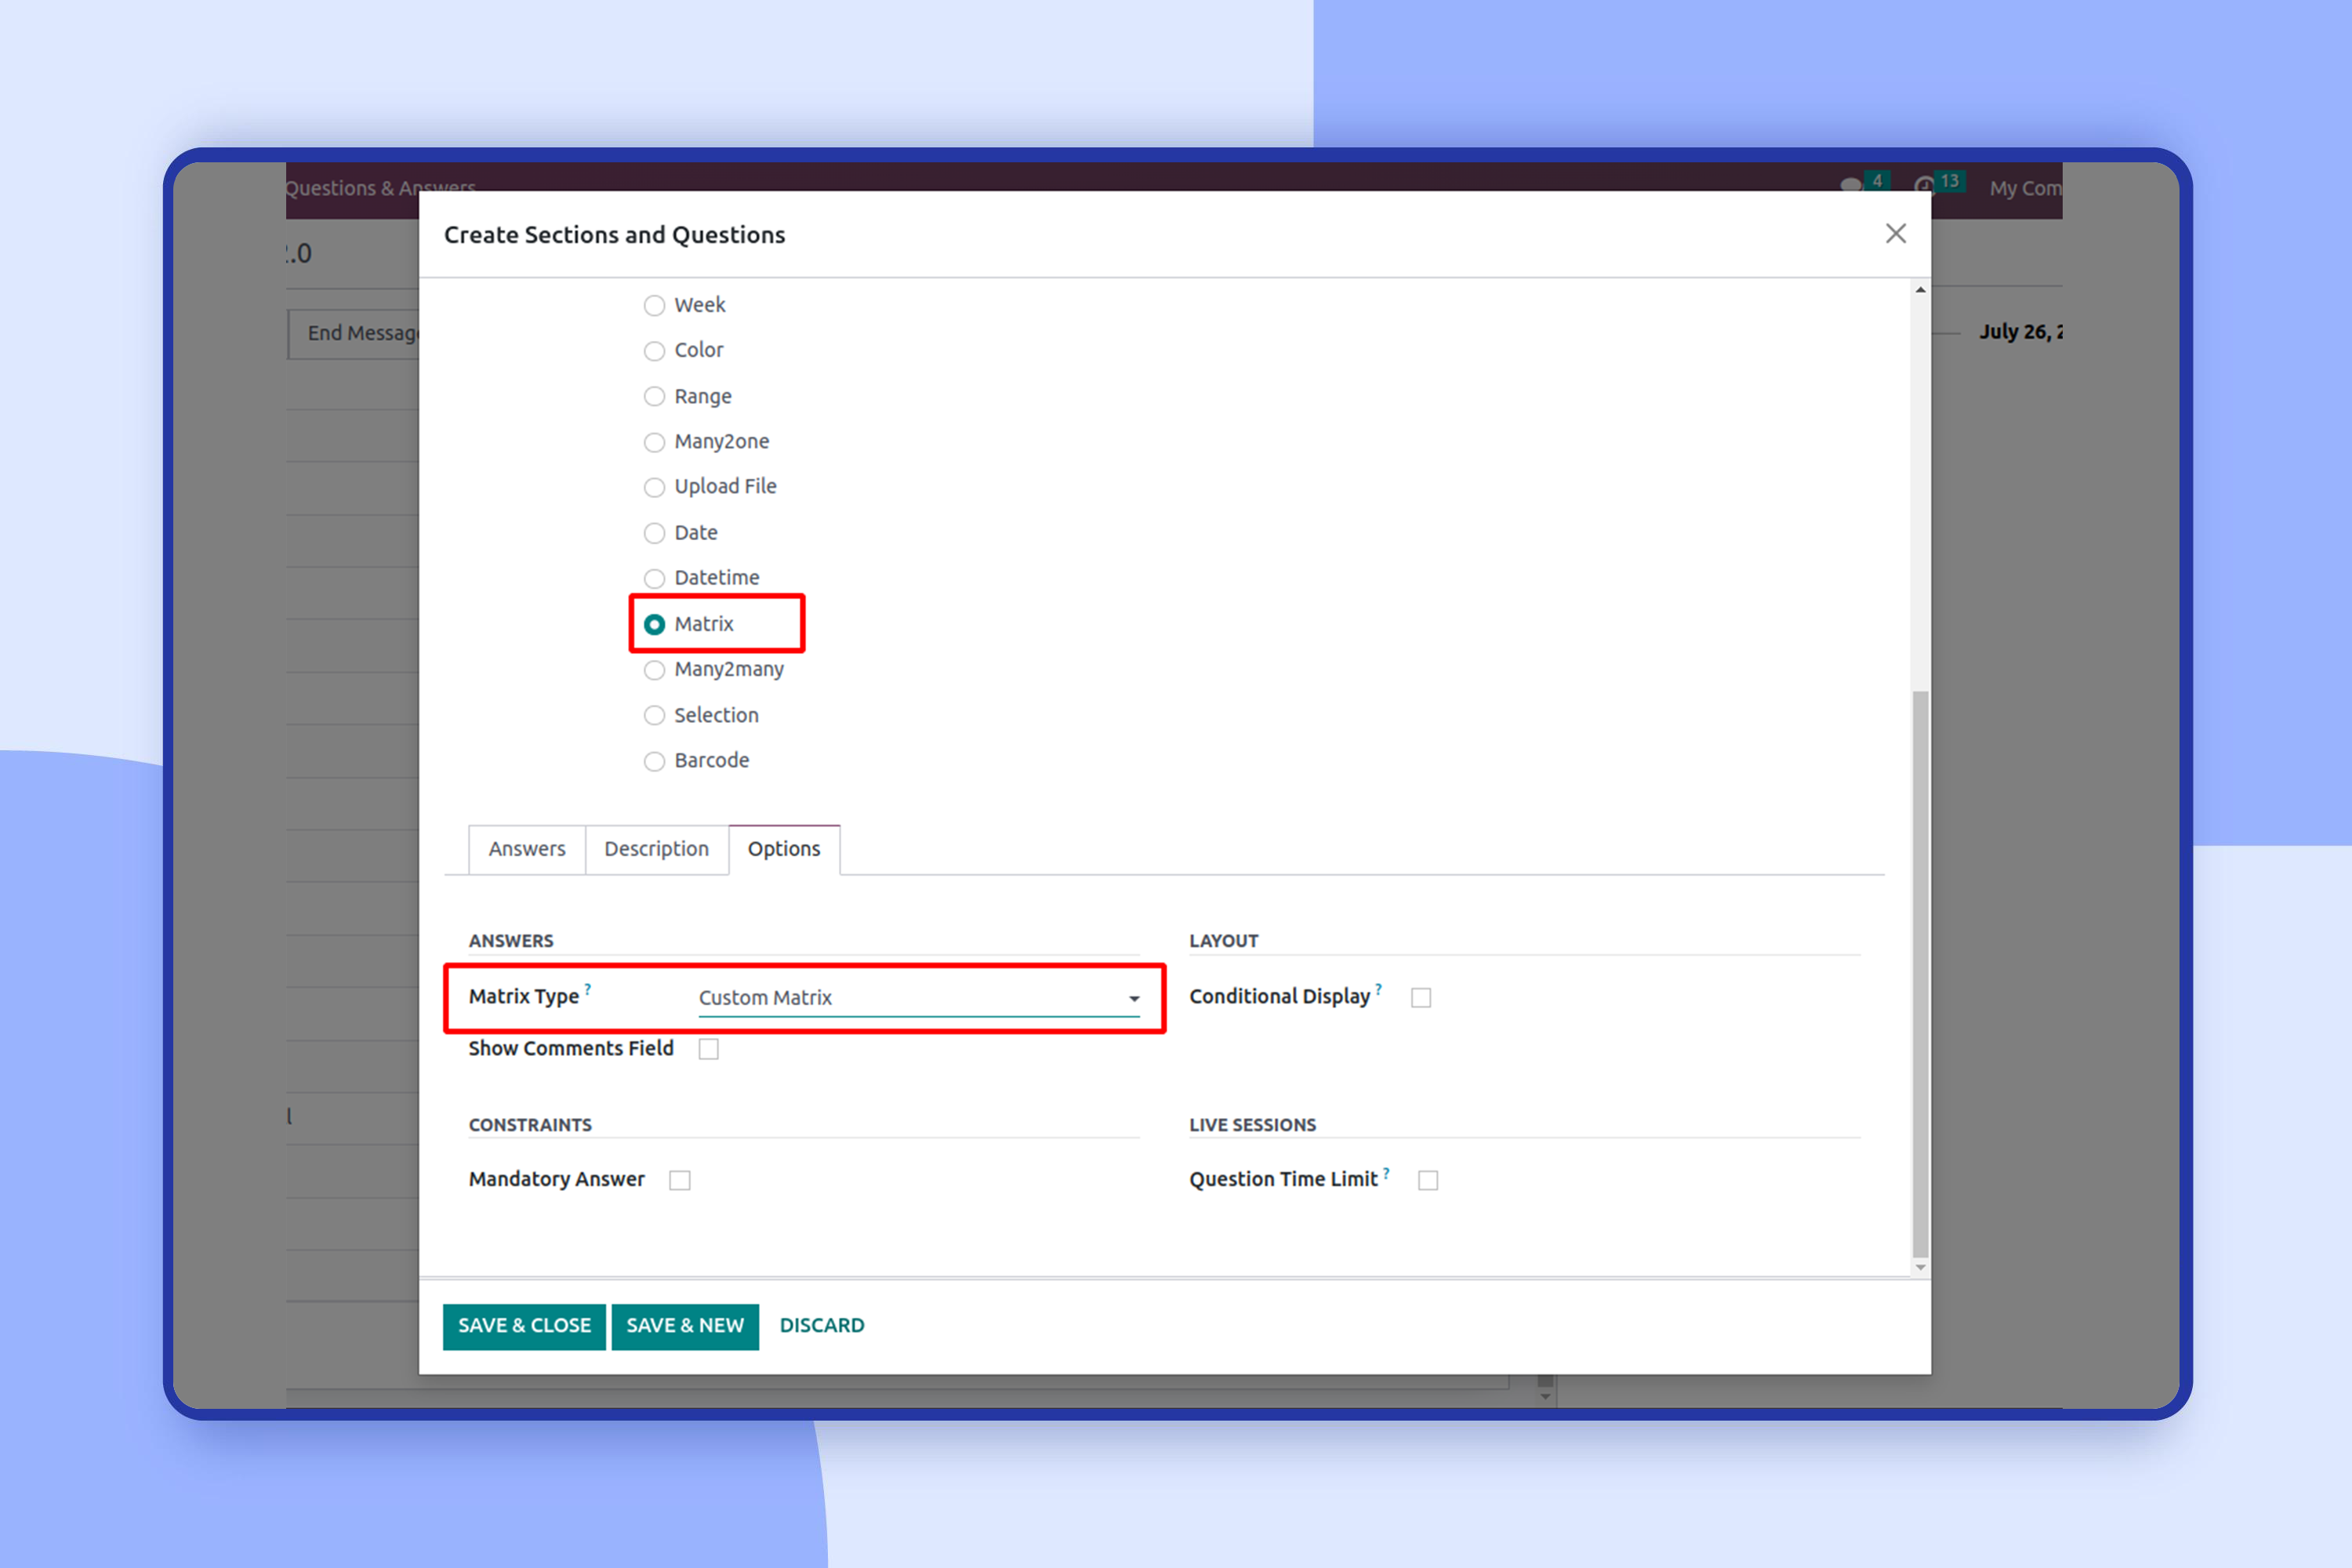 Questions & Answers
4
13
My Com
Create Sections and Questions
.0
End Messag
July 26, 2
Week
Color
Range
Many2one
Upload File
Date
Datetime
Matrix
Many2many
Selection
Barcode
Answers
Description
Options
ANSWERS
LAYOUT
Matrix Type ?
Custom Matrix
Conditional Display ?
Show Comments Field
CONSTRAINTS
LIVE SESSIONS
l
Mandatory Answer
Question Time Limit ?
SAVE & CLOSE
SAVE & NEW
DISCARD